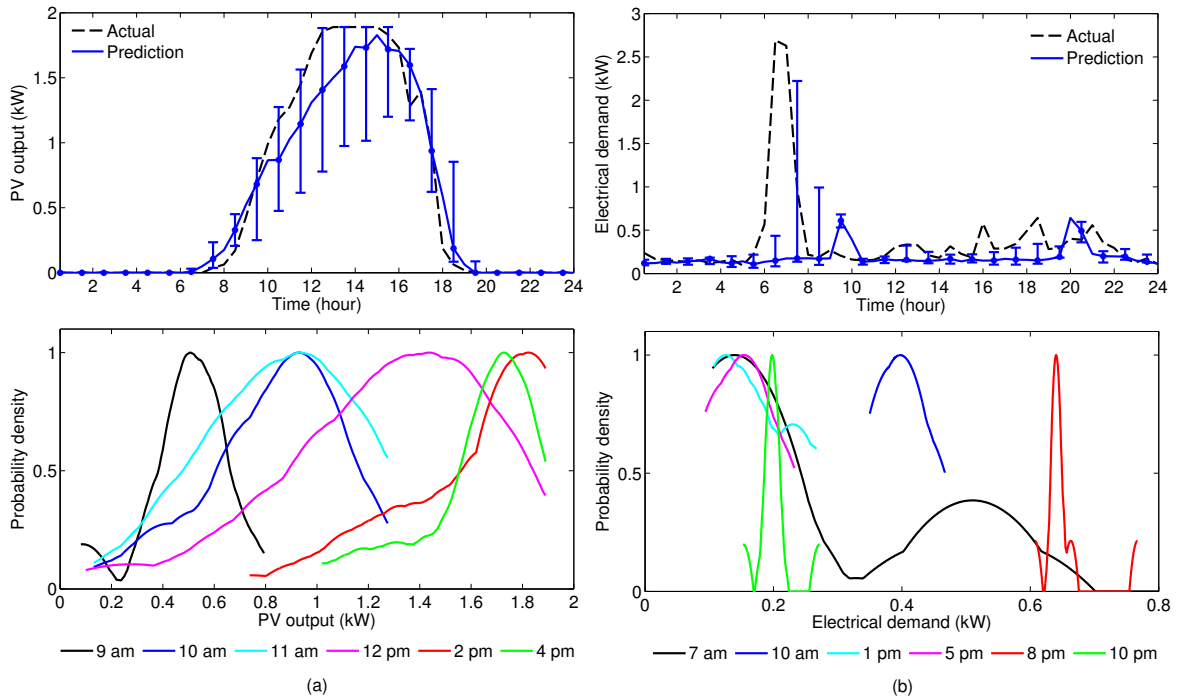 Actual
Prediction
PV output (kW)
2
1.5
1
0.5
0
2 4 6 8 10 12 14 16 18 20 22 24
Time (hour)
Actual
Prediction
Electrical demand (kW)
3
2.5
2
1.5
1
0.5
0
2 4 6 8 10 12 14 16 18 20 22 24
Time (hour)
Probability density
1
0.5
0
0 0.2 0.4 0.6 0.8 1 1.2 1.4 1.6 1.8 2
PV output (kW)
9 am 10 am 11 am 12 pm 2 pm 4 pm
(a)
Probability density
1
0.5
0
0 0.2 0.4 0.6 0.8
Electrical demand (kW)
7 am 10 am 1 pm 5 pm 8 pm 10 pm
(b)